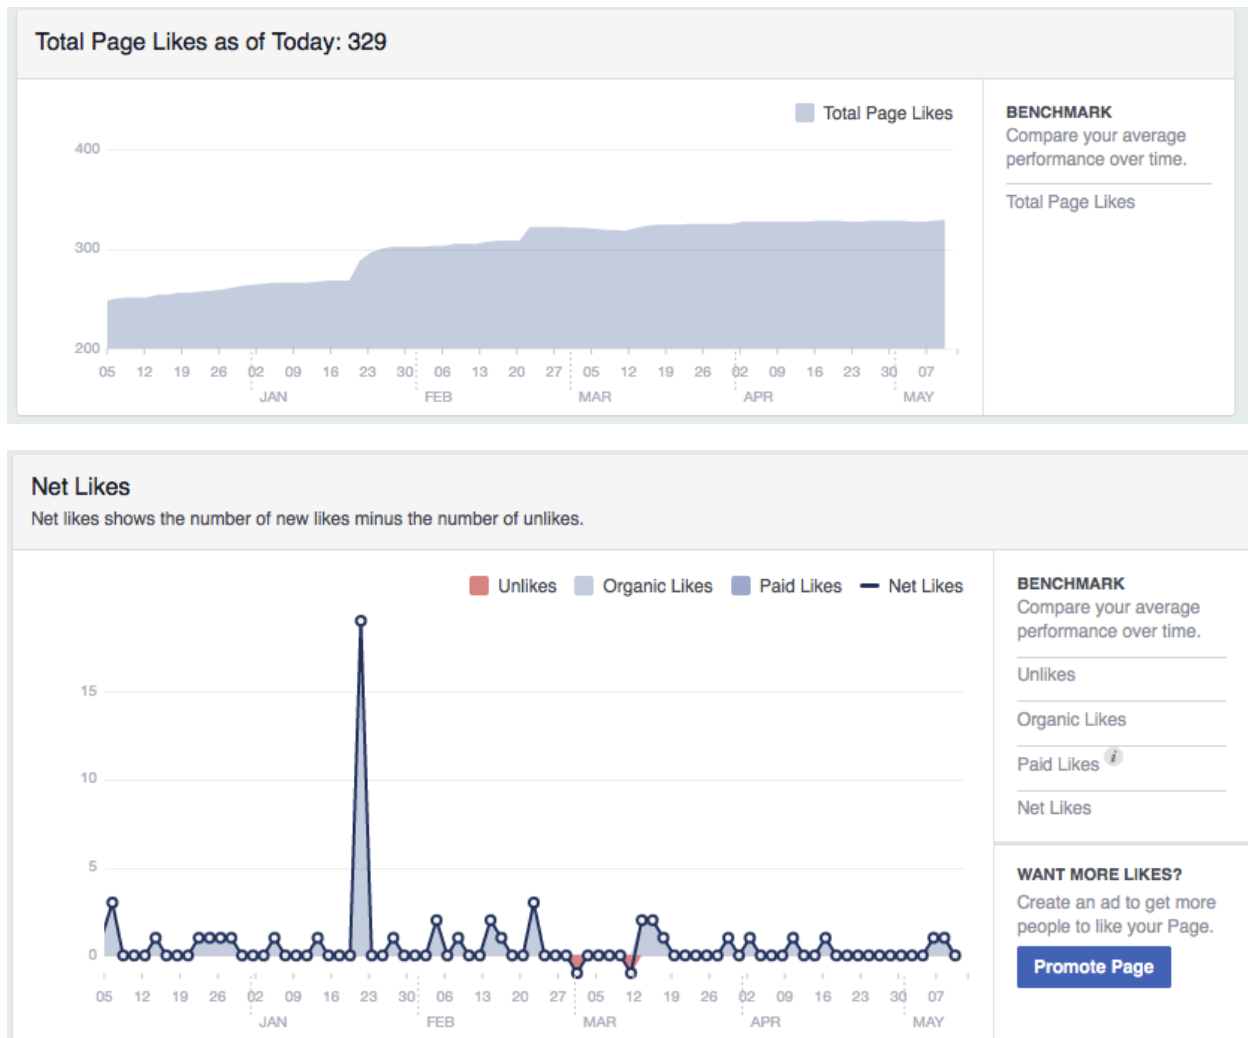 Total Page Likes as of Today: 329
Total Page Likes
BENCHMARK
Compare your average
performance over time.
Total Page Likes
400
300
200
05 12 19 26 02 09 16 23 30 06 13 20 27 05 12 19 26 02 09 16 23 30 07
JAN FEB MAR APR MAY
Net Likes
Net likes shows the number of new likes minus the number of unlikes.
Unlikes Organic Likes Paid Likes Net Likes
15
10
5
0
05 12 19 26 02 09 16 23 30 06 13 20 27 05 12 19 26 02 09 16 23 30 07
JAN FEB MAR APR MAY
BENCHMARK
Compare your average
performance over time.
Unlikes
Organic Likes
Paid Likes i
Net Likes
WANT MORE LIKES?
Create an ad to get more
people to like your Page.
Promote Page